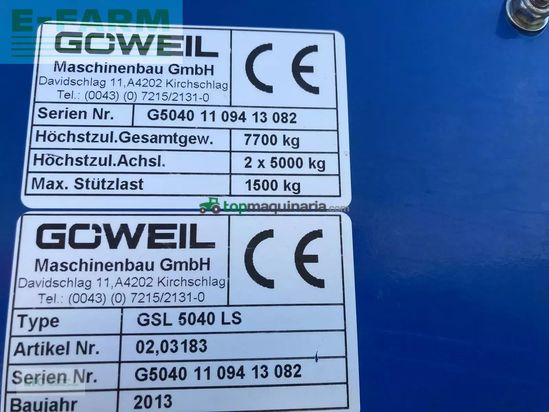 E-FARM
GÖWEIL
Maschinenbau GmbH
Davidschlag 11,A4202 Kirchschlag
Tel.: (0043) (0) 7215/2131-0
CE
Serien Nr. G5040 11 094 13 082
Höchstzul.Gesamtgew. 7700 kg
Höchstzul.Achsl. 2 x 5000 kg
Max. Stützlast 1500 kg
topmaquinaria.com
GÖWEIL
Maschinenbau GmbH
Davidschlag 11,A4202 Kirchschlag
Tel.: (0043) (0) 7215/2131-0
CE
Type GSL 5040 LS
Artikel Nr. 02,03183
Serien Nr. G5040 11 094 13 082
Baujahr 2013